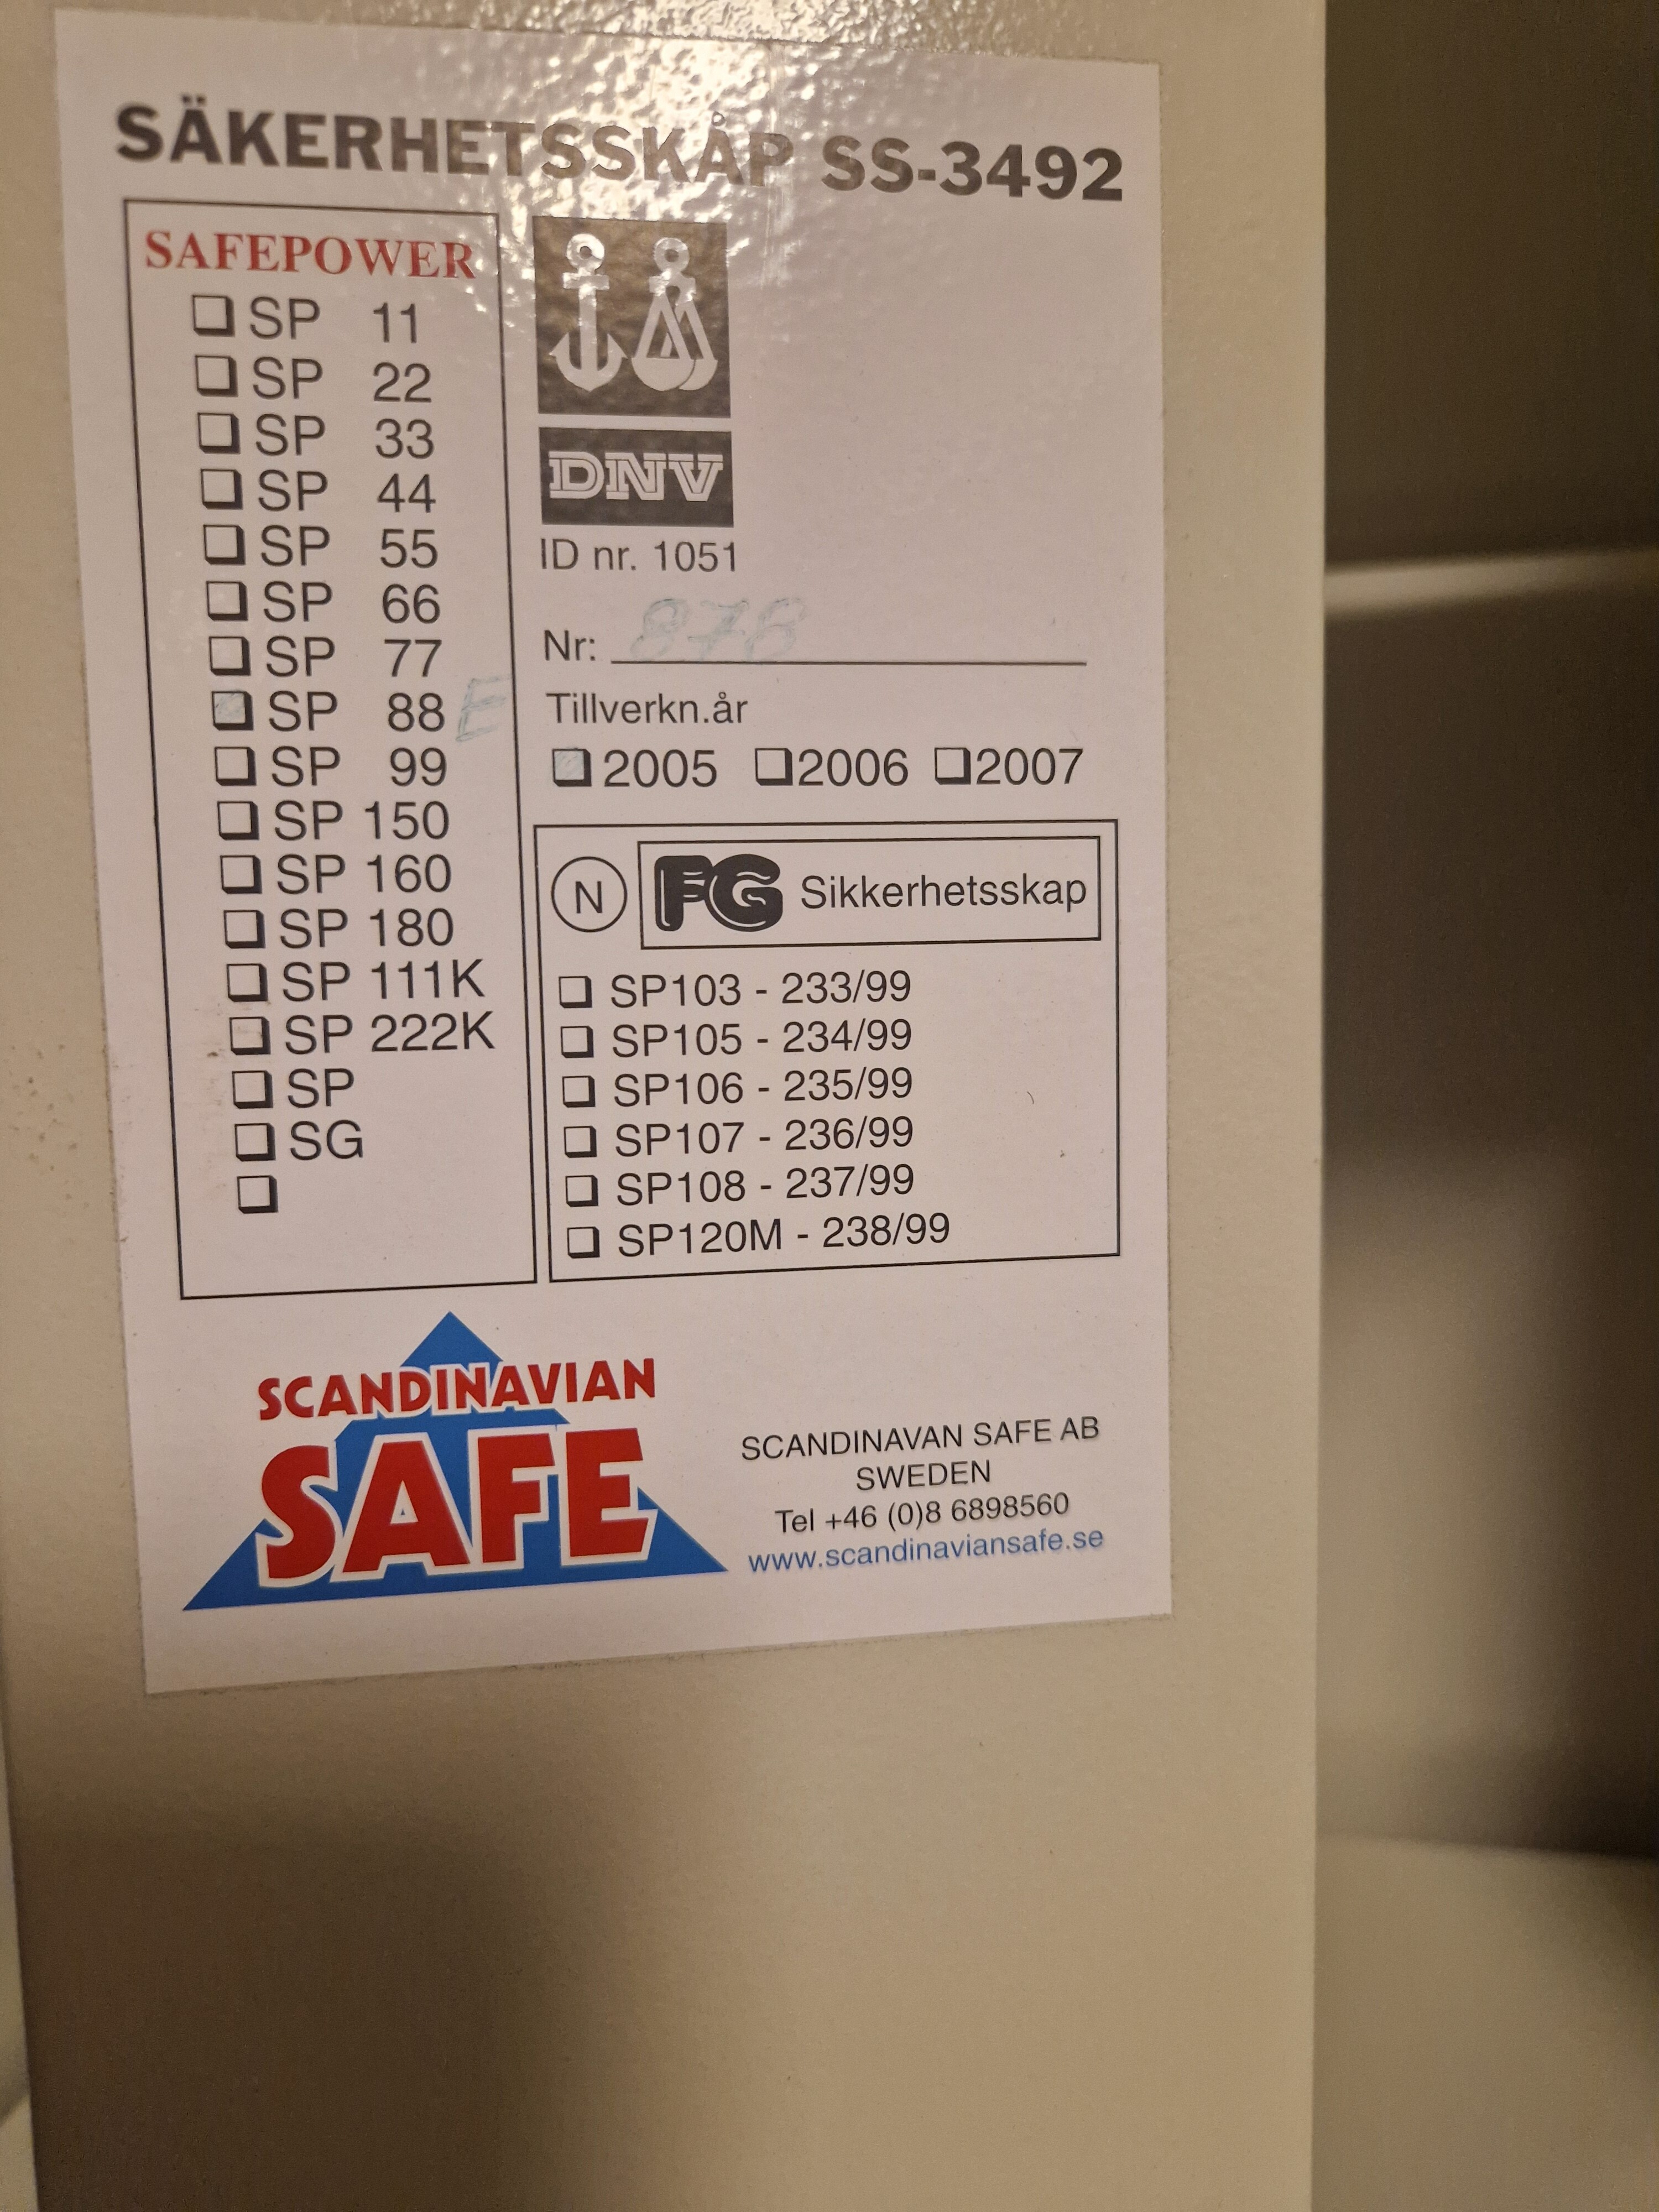 SÄKERHETSSKÅP SS-3492
SAFEPOWER
SP 11
SP 22
SP 33
SP 44
SP 55
SP 66
SP 77
SP 88 E
SP 99
SP 150
SP 160
SP 180
SP 111K
SP 222K
SP
SG
DNV
ID nr. 1051
Nr: 878
Tillverkn.år
2005 2006 2007
N FG Sikkerhetsskap
SP103 - 233/99
SP105 - 234/99
SP106 - 235/99
SP107 - 236/99
SP108 - 237/99
SP120M - 238/99
SCANDINAVIAN
SAFE
SCANDINAVAN SAFE AB
SWEDEN
Tel +46 (0)8 6898560
www.scandinaviansafe.se